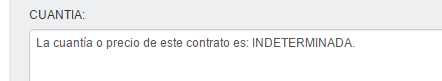 CUANTIA:
La cuantía o precio de este contrato es: INDETERMINADA.